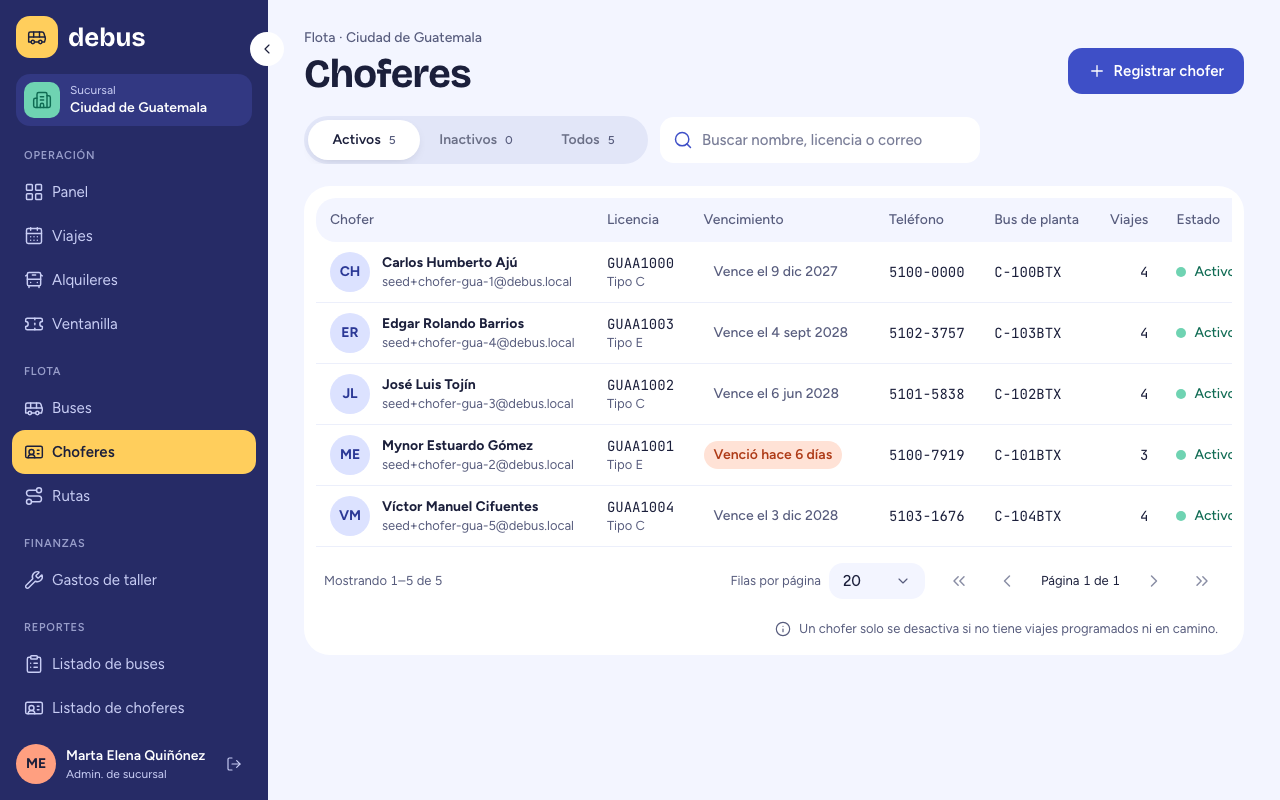 debus
Sucursal
Ciudad de Guatemala
OPERACIÓN
Panel
Viajes
Alquileres
Ventanilla
FLOTA
Buses
Choferes
Rutas
FINANZAS
Gastos de taller
REPORTES
Listado de buses
Listado de choferes
ME
Marta Elena Quiñónez
Admin. de sucursal
Flota · Ciudad de Guatemala
Choferes
Registrar chofer
Activos 5 Inactivos 0 Todos 5
Buscar nombre, licencia o correo
Chofer Licencia Vencimiento Teléfono Bus de planta Viajes Estado
CH Carlos Humberto Ajú GUAA1000 Vence el 9 dic 2027 5100-0000 C-100BTX 4 Activo
seed+chofer-gua-1@debus.local Tipo C
ER Edgar Rolando Barrios GUAA1003 Vence el 4 sept 2028 5102-3757 C-103BTX 4 Activo
seed+chofer-gua-4@debus.local Tipo E
JL José Luis Tojín GUAA1002 Vence el 6 jun 2028 5101-5838 C-102BTX 4 Activo
seed+chofer-gua-3@debus.local Tipo C
ME Mynor Estuardo Gómez GUAA1001 Venció hace 6 días 5100-7919 C-101BTX 3 Activo
seed+chofer-gua-2@debus.local Tipo E
VM Víctor Manuel Cifuentes GUAA1004 Vence el 3 dic 2028 5103-1676 C-104BTX 4 Activo
seed+chofer-gua-5@debus.local Tipo C
Mostrando 1–5 de 5 Filas por página 20 Página 1 de 1
Un chofer solo se desactiva si no tiene viajes programados ni en camino.